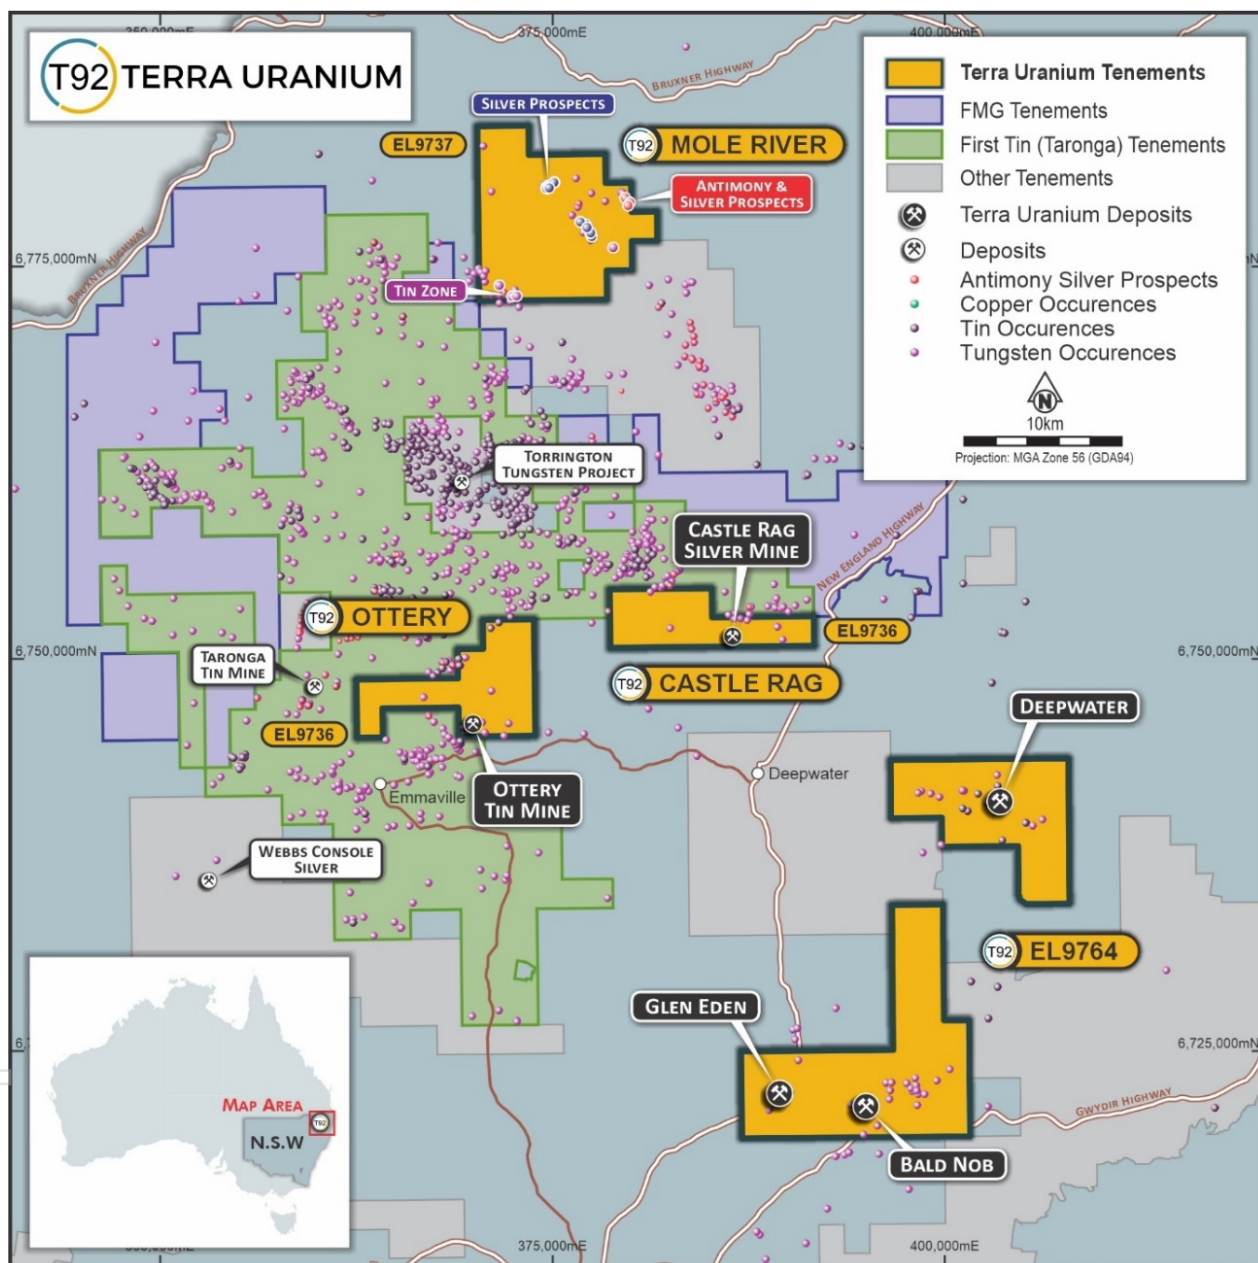 350,000mE
375,000mE
400,000mE
T92 TERRA URANIUM
BRUXNER HIGHWAY
Terra Uranium Tenements
FMG Tenements
First Tin (Taronga) Tenements
Other Tenements
Terra Uranium Deposits
Deposits
Antimony Silver Prospects
Copper Occurences
Tin Occurences
Tungsten Occurences
N
10km
Projection: MGA Zone 56 (GDA94)
SILVER PROSPECTS
EL9737
T92 MOLE RIVER
ANTIMONY &
SILVER PROSPECTS
6,775,000mN
BRUXNER HIGHWAY
TIN ZONE
TORRINGTON
TUNGSTEN PROJECT
CASTLE RAG
SILVER MINE
NEW ENGLAND HIGHWAY
T92 OTTERY
EL9736
6,750,000mN
6,750,000mN
TARONGA
TIN MINE
T92 CASTLE RAG
EL9736
DEEPWATER
Deepwater
Emmaville
OTTERY
TIN MINE
WEBBS CONSOLE
SILVER
T92 EL9764
GLEN EDEN
6,725,000mN
GWYDIR HIGHWAY
BALD NOB
MAP AREA
T92
N.S.W
375,000mE
400,000mE